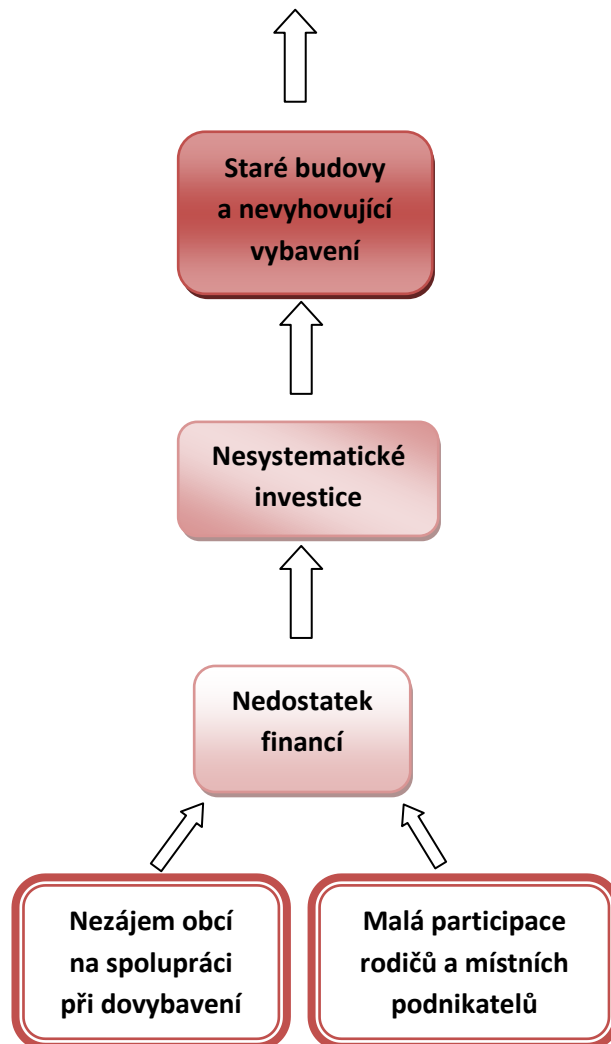 Staré budovy
a nevyhovující
vybavení
Nesystematické
investice
Nedostatek
financí
Nezájem obcí
na spolupráci
při dovybavení
Malá participace
rodičů a místních
podnikatelů